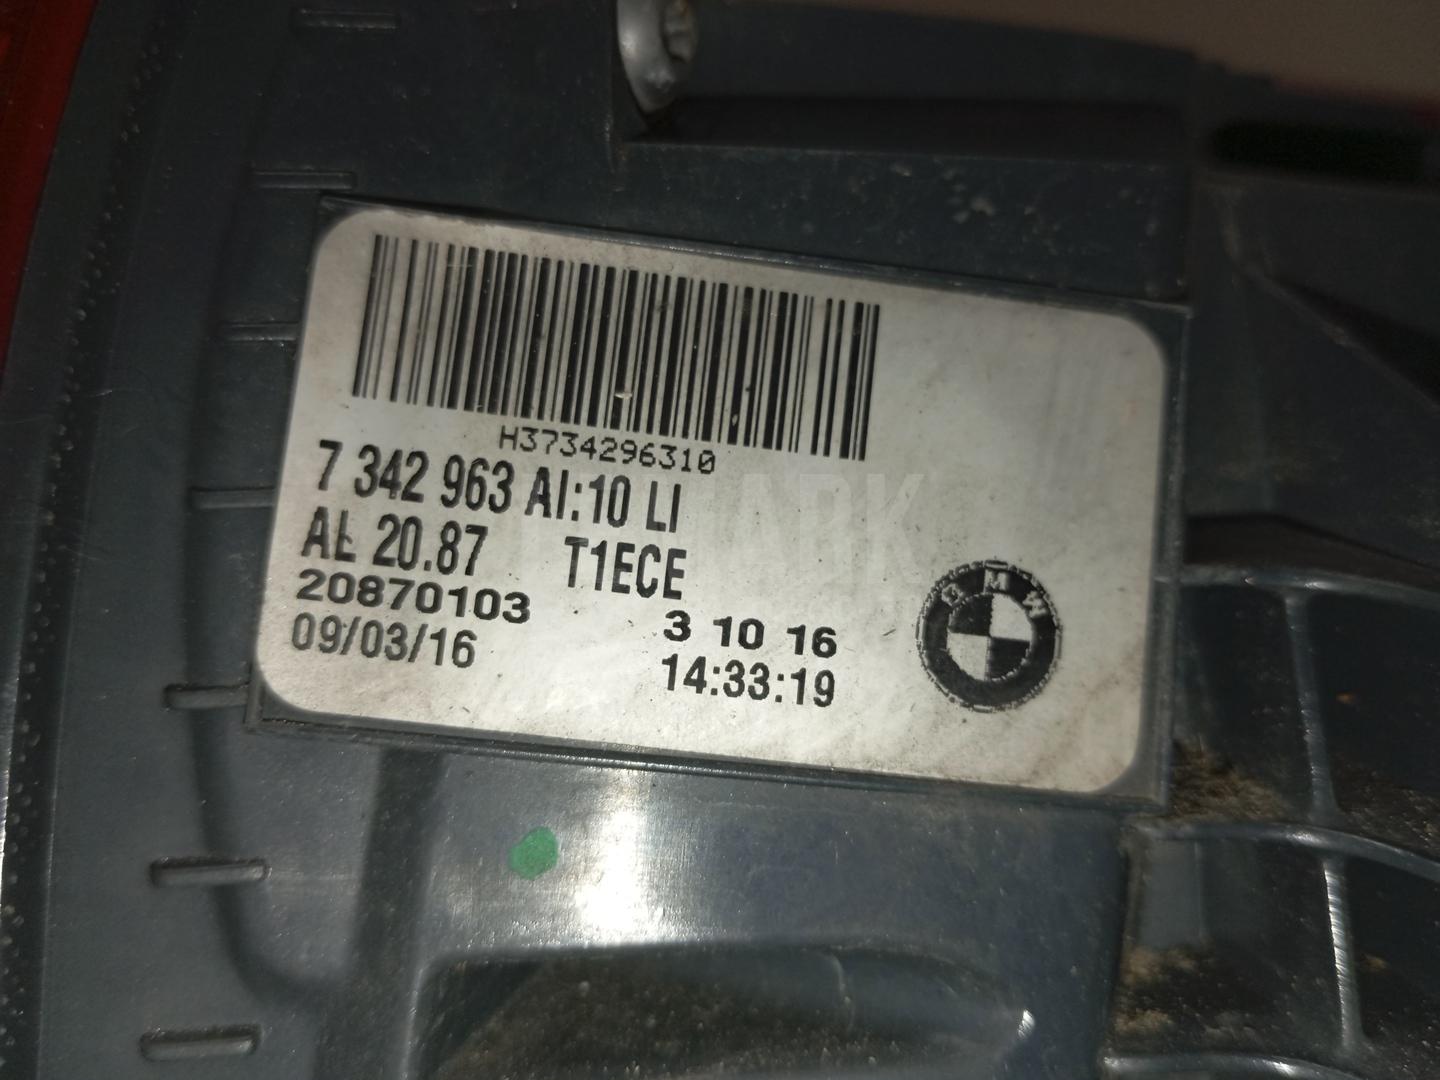 H3734296310
7 342 963 AI:10 LI
AL 20.87 T1ECE
20870103 3 10 16
09/03/16 14:33:19
BMW